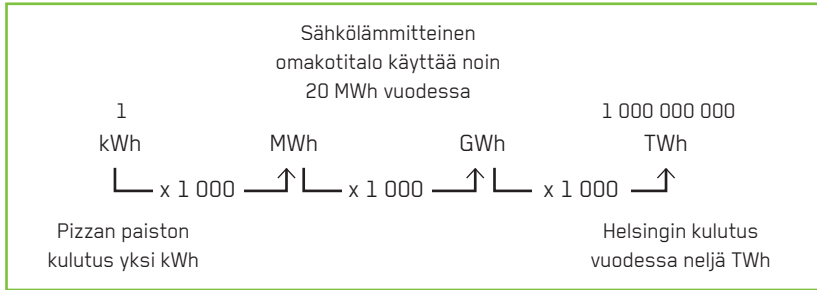 Sähkölämmitteinen
omakotitalo käyttää noin
20 MWh vuodessa
1
1 000 000 000
kWh
MWh
GWh
TWh
x 1 000
x 1 000
x 1 000
Pizzan paiston
kulutus yksi kWh
Helsingin kulutus
vuodessa neljä TWh